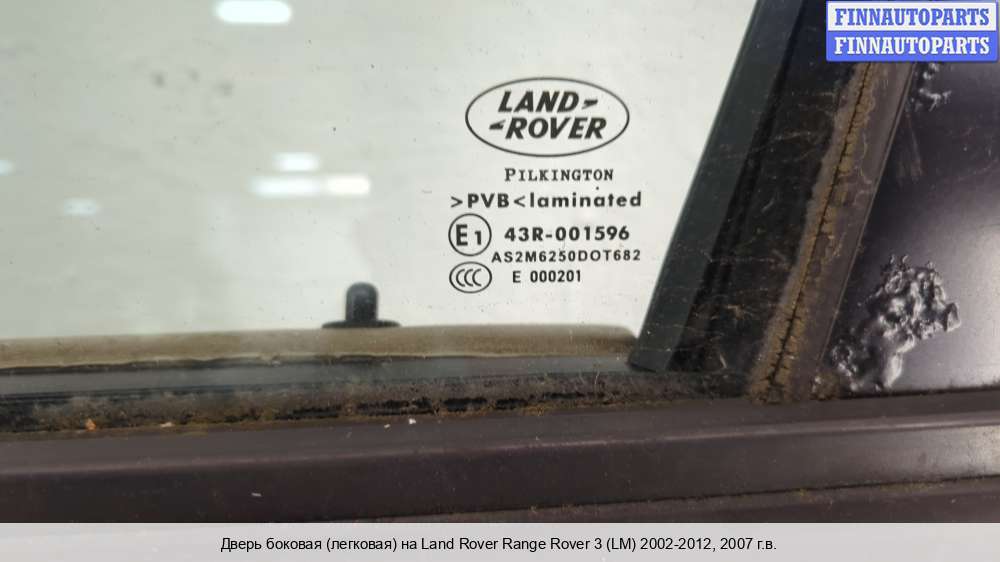 FINNAUTOPARTS
FINNAUTOPARTS
LAND
ROVER
PILKINGTON
>PVB<laminated
E1 43R-001596
AS2M6250DOT682
CCC E 000201
Дверь боковая (легковая) на Land Rover Range Rover 3 (LM) 2002-2012, 2007 г.в.